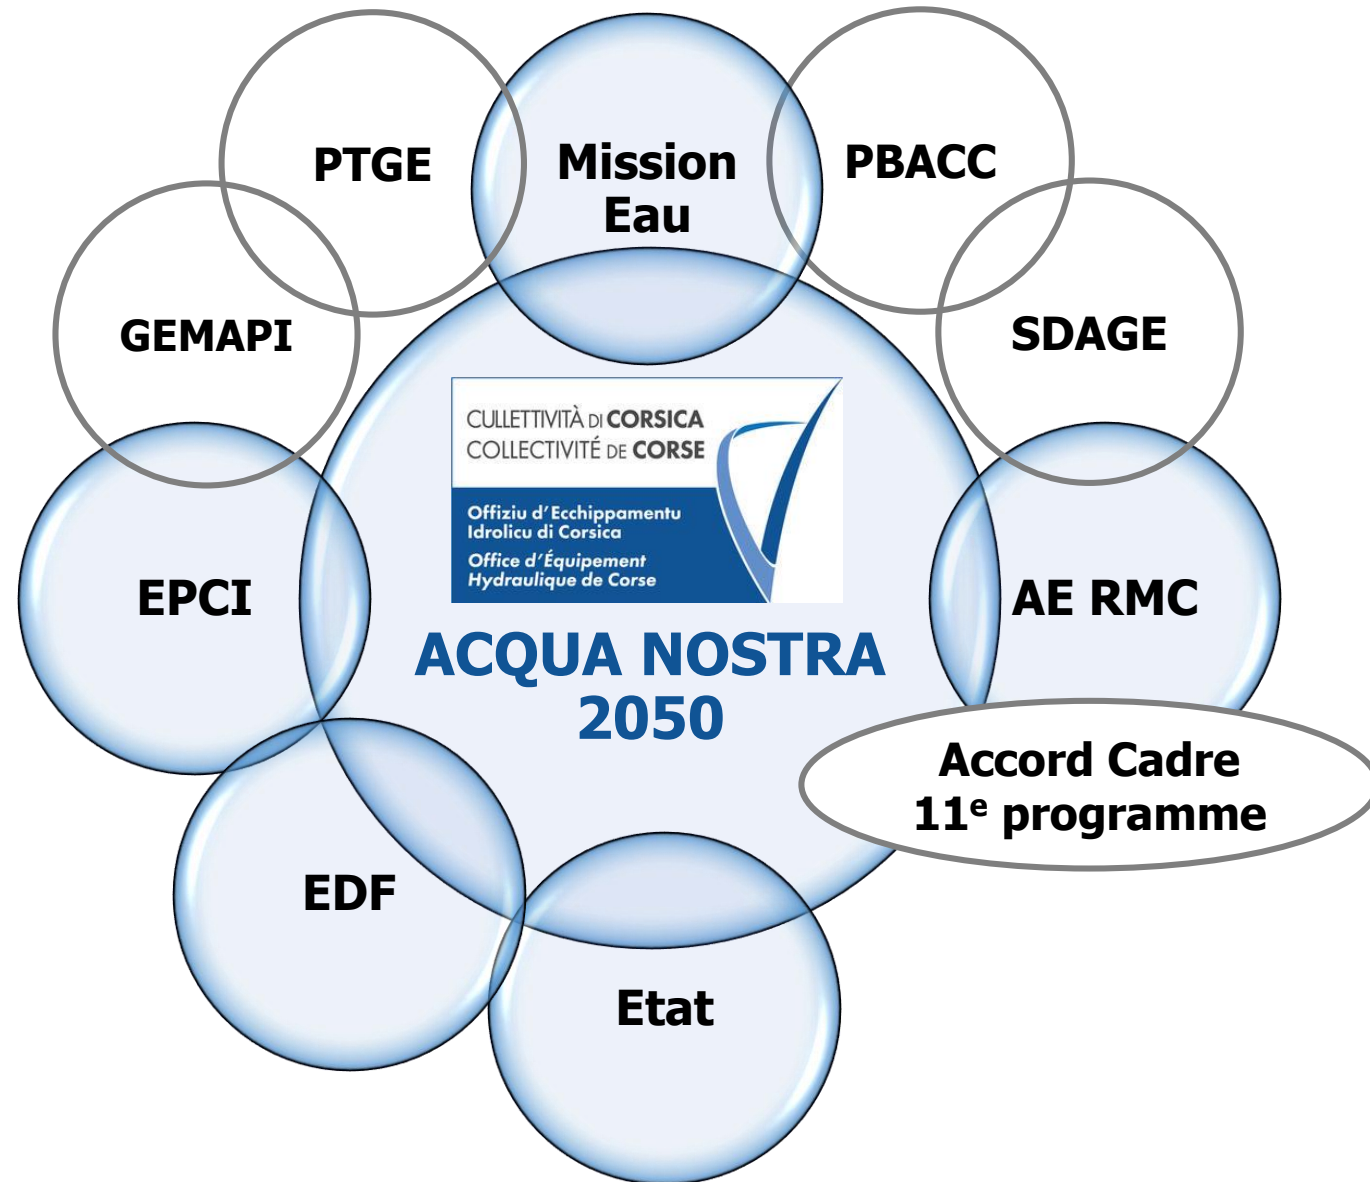 PTGE
Mission
Eau
PBACC
GEMAPI
SDAGE
CULLETTIVITÀ DI CORSICA
COLLECTIVITÉ DE CORSE
Offiziu d'Ecchippamentu
Idrolicu di Corsica
Office d'Équipement
Hydraulique de Corse
EPCI
AE RMC
ACQUA NOSTRA
2050
Accord Cadre
11e programme
EDF
Etat